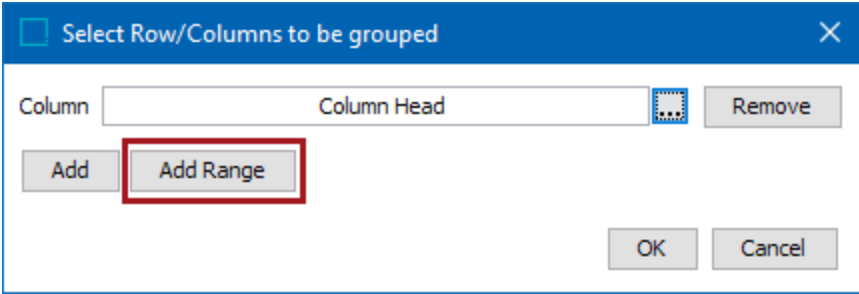 Select Row/Columns to be grouped
Column Column Head ... Remove
Add Add Range
OK Cancel